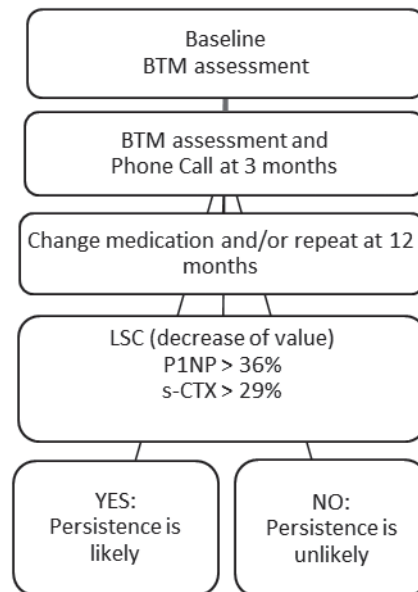 Baseline
BTM assessment
BTM assessment and
Phone Call at 3 months
Change medication and/or repeat at 12
months
LSC (decrease of value)
P1NP > 36%
s-CTX > 29%
YES:
Persistence is
likely
NO:
Persistence is
unlikely